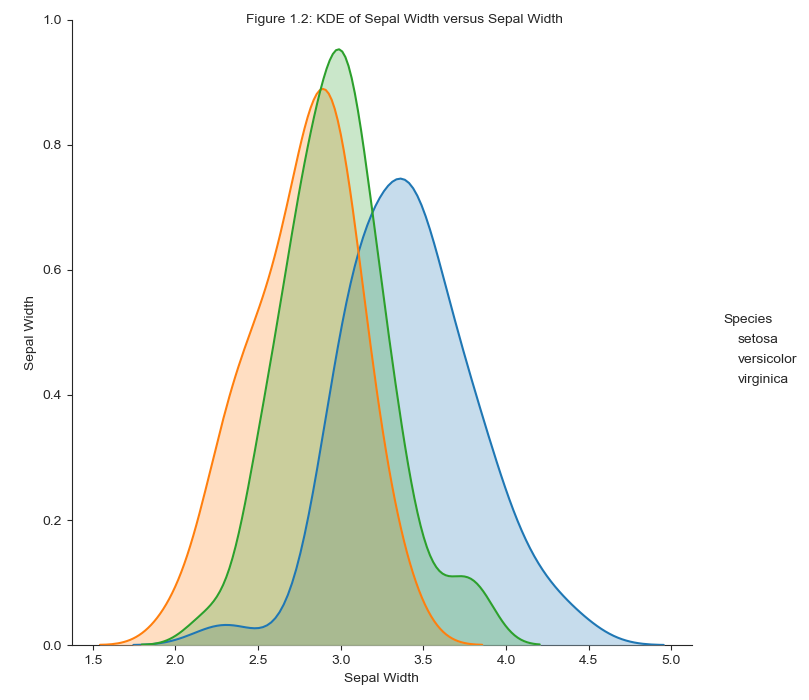 Figure 1.2: KDE of Sepal Width versus Sepal Width
1.0
0.8
0.6
0.4
0.2
0.0
Sepal Width
1.5 2.0 2.5 3.0 3.5 4.0 4.5 5.0
Sepal Width
Species
setosa
versicolor
virginica